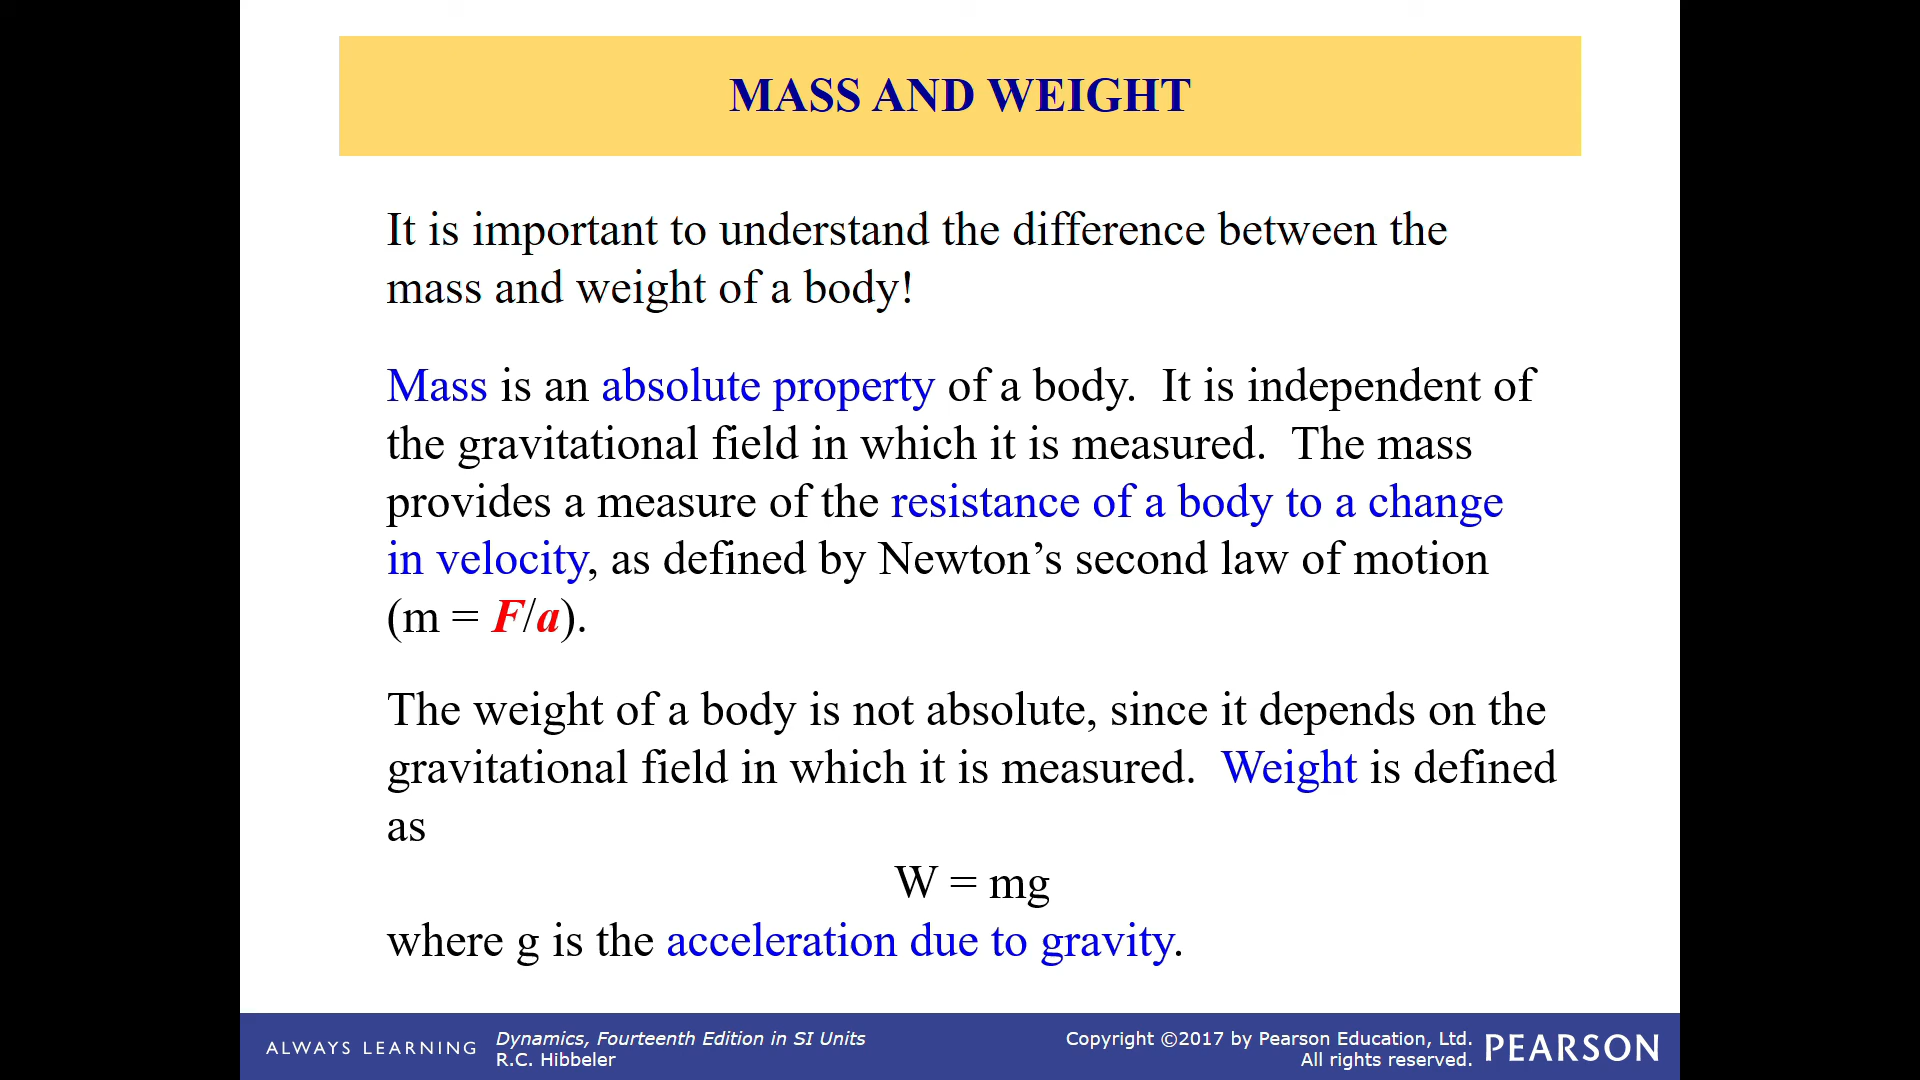 MASS AND WEIGHT
It is important to understand the difference between the
mass and weight of a body!
Mass is an absolute property of a body.  It is independent of
the gravitational field in which it is measured.  The mass
provides a measure of the resistance of a body to a change
in velocity, as defined by Newton’s second law of motion
(m = F/a).
The weight of a body is not absolute, since it depends on the
gravitational field in which it is measured.  Weight is defined
as
W = mg
where g is the acceleration due to gravity.
ALWAYS LEARNING
Dynamics, Fourteenth Edition in SI Units
R.C. Hibbeler
Copyright ©2017 by Pearson Education, Ltd.
All rights reserved.
PEARSON